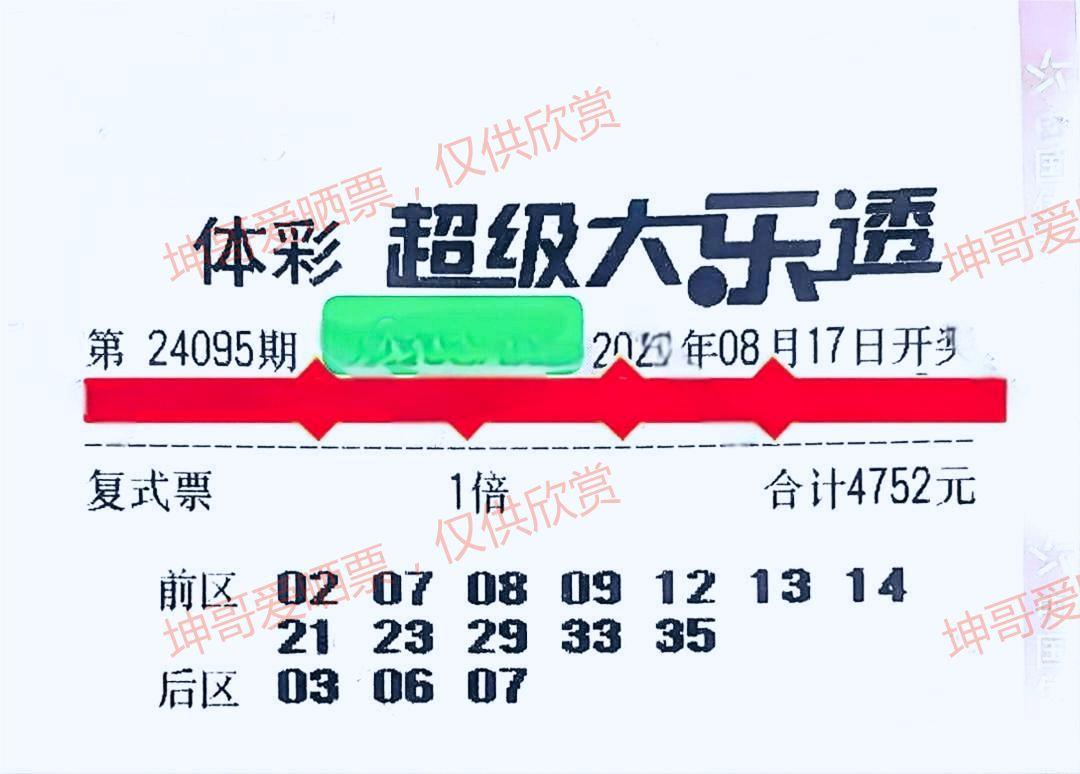 坤哥爱晒票，仅供欣赏
体彩 超级大乐透
坤哥爱
第 24095期 年08月17日开奖
复式票 1倍 合计4752元
坤哥爱晒票，仅供欣赏
前区 02 07 08 09 12 13 14
21 23 29 33 35
坤哥爱
后区 03 06 07